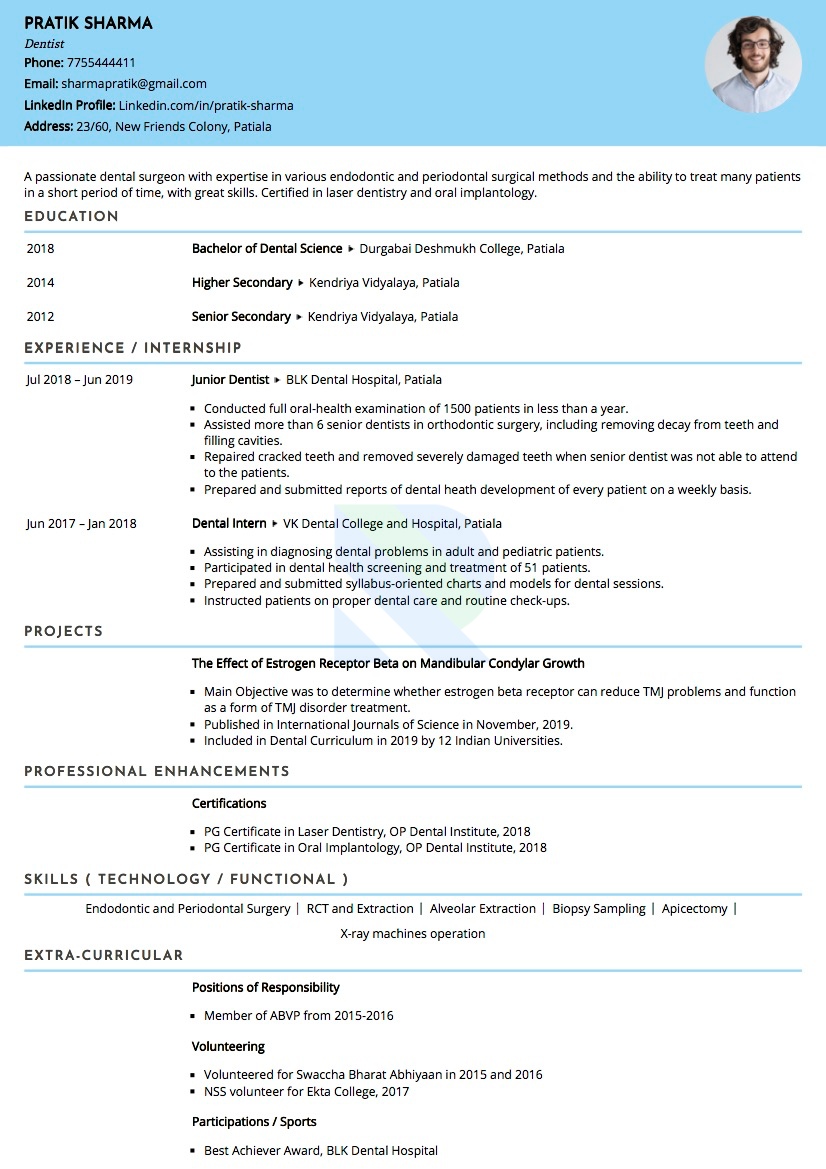 PRATIK SHARMA
Dentist
Phone: 7755444411
Email: sharmapratik@gmail.com
LinkedIn Profile: Linkedin.com/in/pratik-sharma
Address: 23/60, New Friends Colony, Patiala
A passionate dental surgeon with expertise in various endodontic and periodontal surgical methods and the ability to treat many patients
in a short period of time, with great skills. Certified in laser dentistry and oral implantology.
EDUCATION
2018 Bachelor of Dental Science ▸ Durgabai Deshmukh College, Patiala
2014 Higher Secondary ▸ Kendriya Vidyalaya, Patiala
2012 Senior Secondary ▸ Kendriya Vidyalaya, Patiala
EXPERIENCE / INTERNSHIP
Jul 2018 – Jun 2019 Junior Dentist ▸ BLK Dental Hospital, Patiala
▪ Conducted full oral-health examination of 1500 patients in less than a year.
▪ Assisted more than 6 senior dentists in orthodontic surgery, including removing decay from teeth and
filling cavities.
▪ Repaired cracked teeth and removed severely damaged teeth when senior dentist was not able to attend
to the patients.
▪ Prepared and submitted reports of dental heath development of every patient on a weekly basis.
Jun 2017 – Jan 2018 Dental Intern ▸ VK Dental College and Hospital, Patiala
▪ Assisting in diagnosing dental problems in adult and pediatric patients.
▪ Participated in dental health screening and treatment of 51 patients.
▪ Prepared and submitted syllabus-oriented charts and models for dental sessions.
▪ Instructed patients on proper dental care and routine check-ups.
PROJECTS
The Effect of Estrogen Receptor Beta on Mandibular Condylar Growth
▪ Main Objective was to determine whether estrogen beta receptor can reduce TMJ problems and function
as a form of TMJ disorder treatment.
▪ Published in International Journals of Science in November, 2019.
▪ Included in Dental Curriculum in 2019 by 12 Indian Universities.
PROFESSIONAL ENHANCEMENTS
Certifications
▪ PG Certificate in Laser Dentistry, OP Dental Institute, 2018
▪ PG Certificate in Oral Implantology, OP Dental Institute, 2018
SKILLS ( TECHNOLOGY / FUNCTIONAL )
Endodontic and Periodontal Surgery | RCT and Extraction | Alveolar Extraction | Biopsy Sampling | Apicectomy |
X-ray machines operation
EXTRA-CURRICULAR
Positions of Responsibility
▪ Member of ABVP from 2015-2016
Volunteering
▪ Volunteered for Swaccha Bharat Abhiyaan in 2015 and 2016
▪ NSS volunteer for Ekta College, 2017
Participations / Sports
▪ Best Achiever Award, BLK Dental Hospital